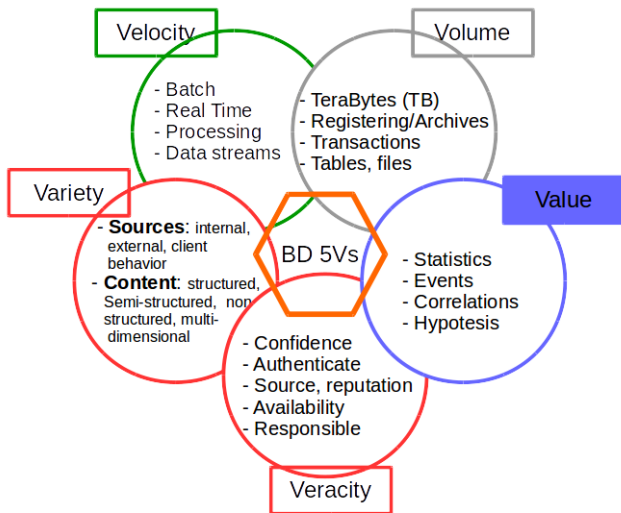 Velocity
- Batch
- Real Time
- Processing
- Data streams
Volume
- TeraBytes (TB)
- Registering/Archives
- Transactions
- Tables, files
Variety
- Sources: internal,
external, client
behavior
- Content: structured,
Semi-structured, non
structured, multi-
dimensional
BD 5Vs
Value
- Statistics
- Events
- Correlations
- Hypotesis
- Confidence
- Authenticate
- Source, reputation
- Availability
- Responsible
Veracity